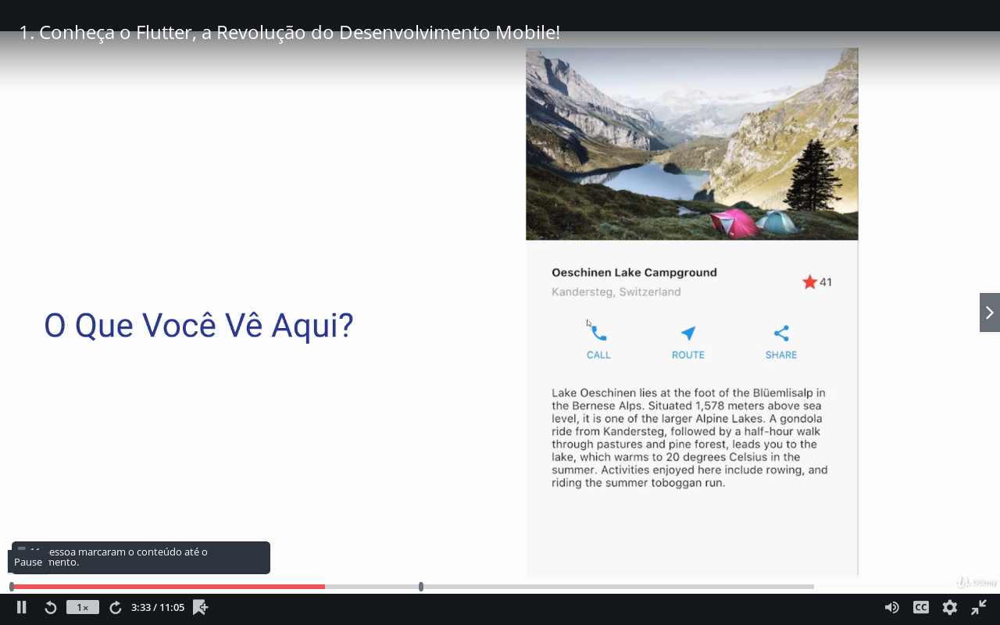 1. Conheça o Flutter, a Revolução do Desenvolvimento Mobile!
O Que Você Vê Aqui?
Oeschinen Lake Campground
Kandersteg, Switzerland
41
CALL
ROUTE
SHARE
Lake Oeschinen lies at the foot of the Blüemlisalp in
the Bernese Alps. Situated 1,578 meters above sea
level, it is one of the larger Alpine Lakes. A gondola
ride from Kandersteg, followed by a half-hour walk
through pastures and pine forest, leads you to the
lake, which warms to 20 degrees Celsius in the
summer. Activities enjoyed here include rowing, and
riding the summer toboggan run.
essoa marcaram o conteúdo até o
Pause mento.
Udemy
1×
3:33 / 11:05
CC